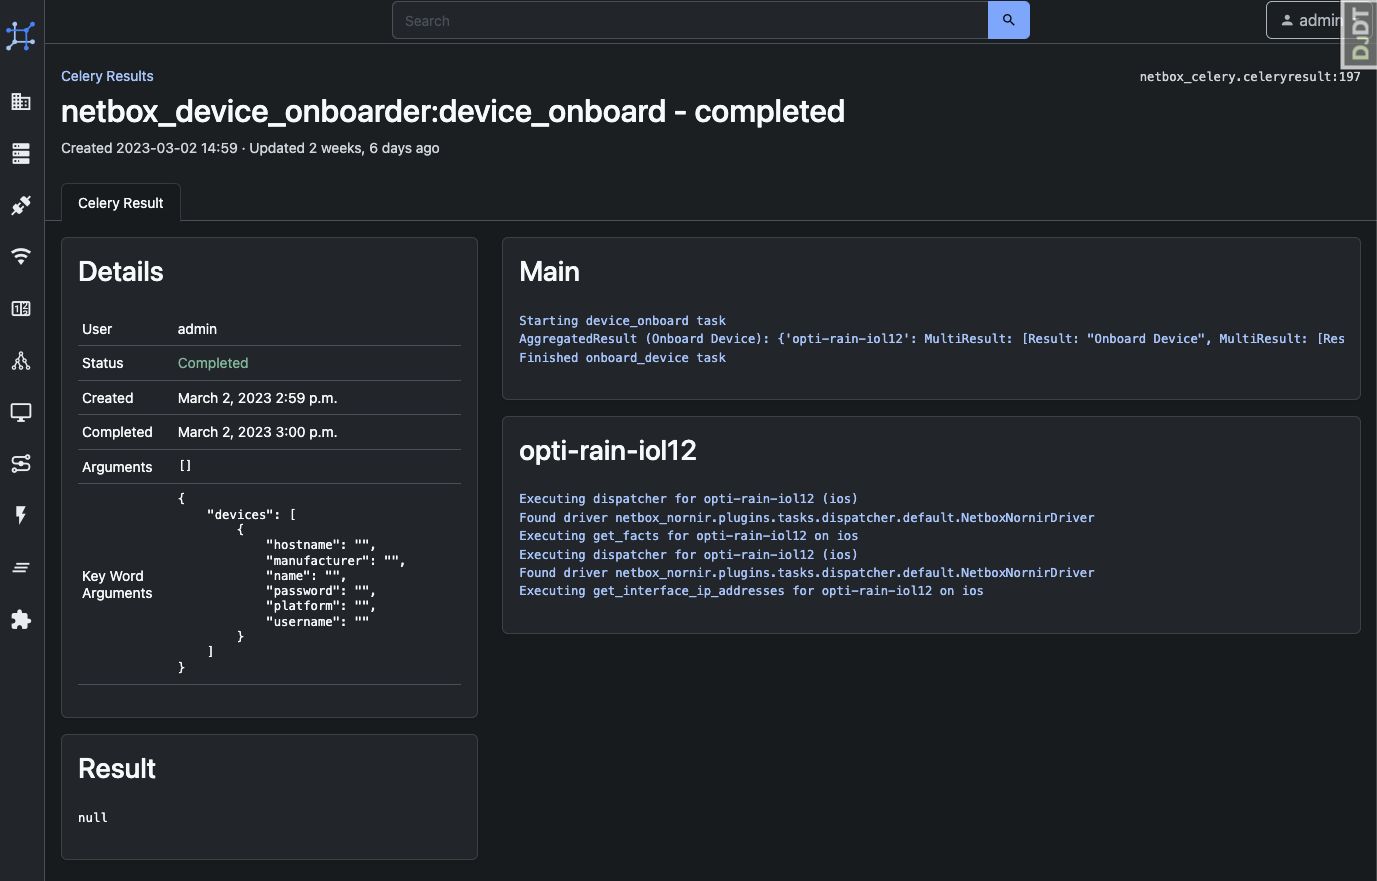 Search
admin
DJDT
Celery Results
netbox_celery.celeryresult:197
netbox_device_onboarder:device_onboard - completed
Created 2023-03-02 14:59 · Updated 2 weeks, 6 days ago
Celery Result
Details
User admin
Status Completed
Created March 2, 2023 2:59 p.m.
Completed March 2, 2023 3:00 p.m.
Arguments []
Key Word
Arguments
{
    "devices": [
        {
            "hostname": "",
            "manufacturer": "",
            "name": "",
            "password": "",
            "platform": "",
            "username": ""
        }
    ]
}
Result
null
Main
Starting device_onboard task
AggregatedResult (Onboard Device): {'opti-rain-iol12': MultiResult: [Result: "Onboard Device", MultiResult: [Res
Finished onboard_device task
opti-rain-iol12
Executing dispatcher for opti-rain-iol12 (ios)
Found driver netbox_nornir.plugins.tasks.dispatcher.default.NetboxNornirDriver
Executing get_facts for opti-rain-iol12 on ios
Executing dispatcher for opti-rain-iol12 (ios)
Found driver netbox_nornir.plugins.tasks.dispatcher.default.NetboxNornirDriver
Executing get_interface_ip_addresses for opti-rain-iol12 on ios